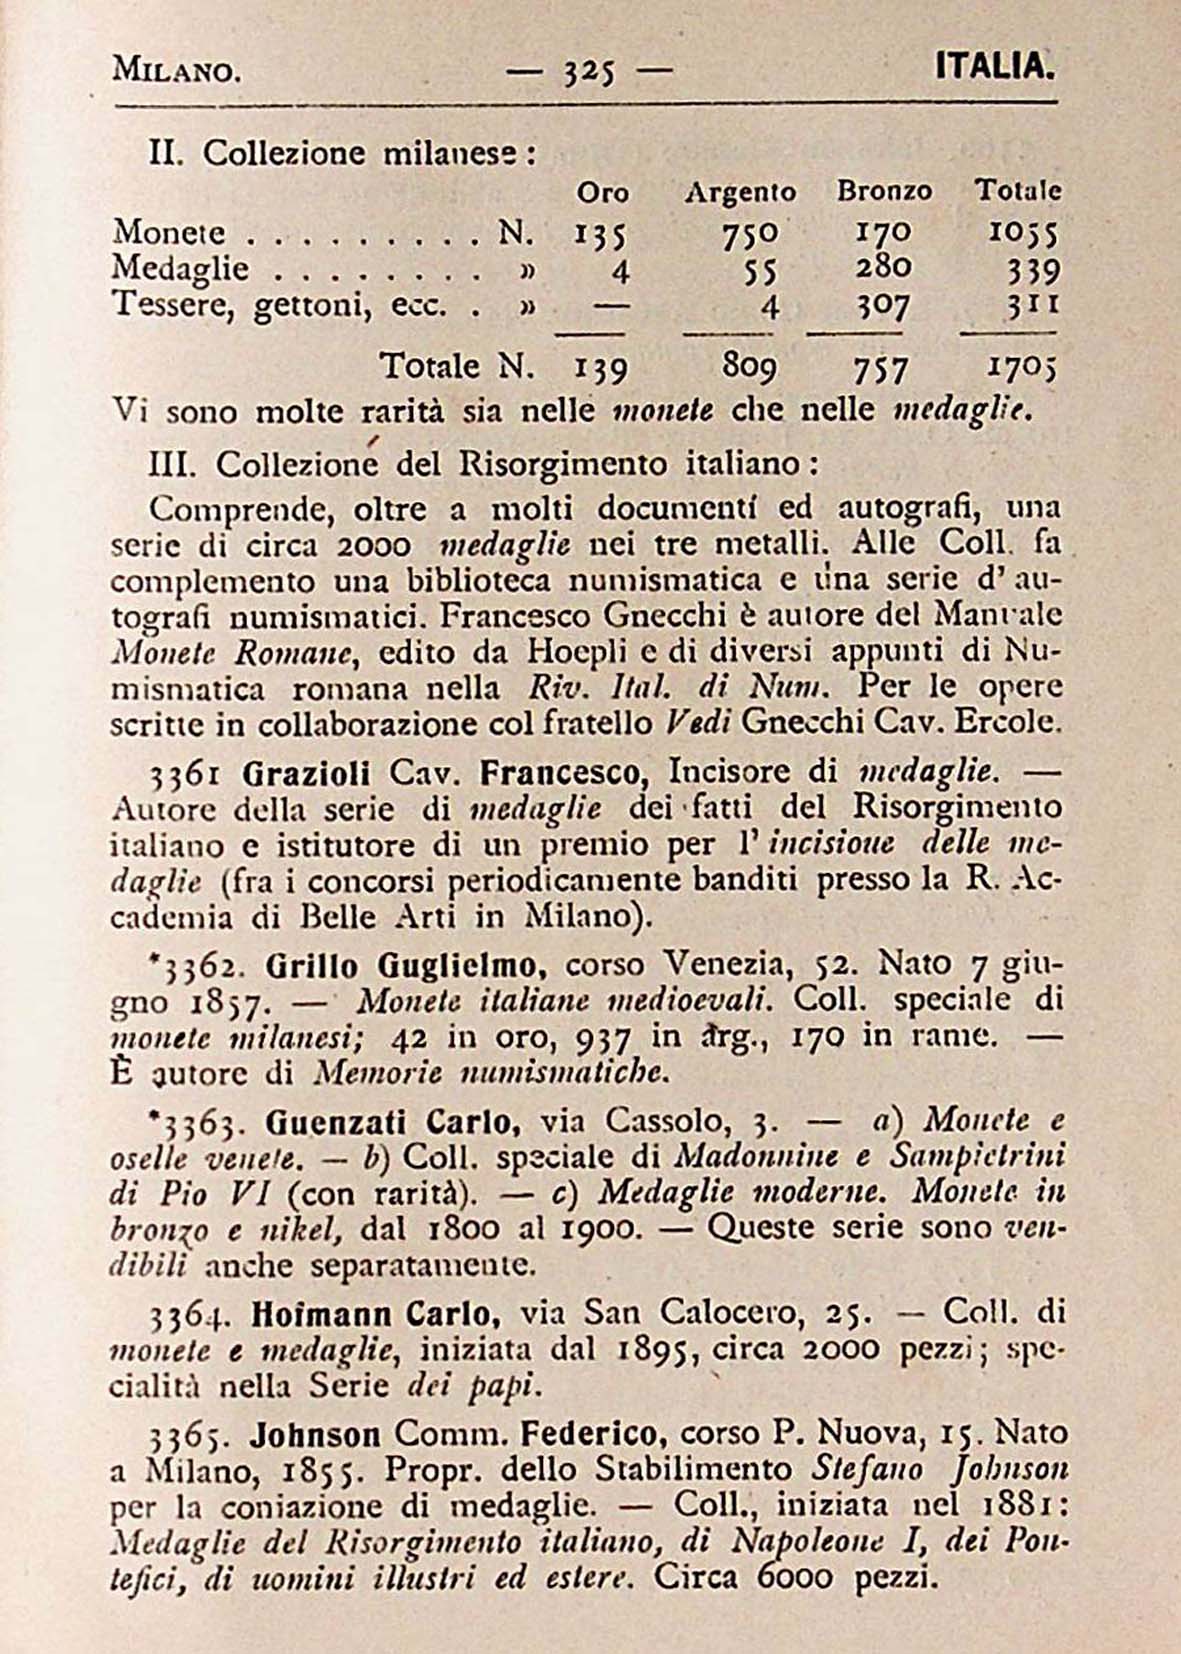 MILANO. — 325 — ITALIA.
II. Collezione milanese :
Oro Argento Bronzo Totale
Monete . . . . . . . . . N. 135 750 170 1055
Medaglie . . . . . . . . » 4 55 280 339
Tessere, gettoni, ecc. . . » — 4 307 311
Totale N. 139 809 757 1705
Vi sono molte rarità sia nelle monete che nelle medaglie.
III. Collezione del Risorgimento italiano :
Comprende, oltre a molti documenti ed autografi, una
serie di circa 2000 medaglie nei tre metalli. Alle Coll. fa
complemento una biblioteca numismatica e una serie d' au-
tografi numismatici. Francesco Gnecchi è autore del Manuale
Monete Romane, edito da Hoepli e di diversi appunti di Nu-
mismatica romana nella Riv. Ital. di Num. Per le opere
scritte in collaborazione col fratello Vedi Gnecchi Cav. Ercole.
3361 Grazioli Cav. Francesco, Incisore di medaglie. —
Autore della serie di medaglie dei fatti del Risorgimento
italiano e istitutore di un premio per l' incisione delle me-
daglie (fra i concorsi periodicamente banditi presso la R. Ac-
cademia di Belle Arti in Milano).
*3362. Grillo Guglielmo, corso Venezia, 52. Nato 7 giu-
gno 1857. — Monete italiane medioevali. Coll. speciale di
monete milanesi; 42 in oro, 937 in arg., 170 in rame. —
È autore di Memorie numismatiche.
*3363. Guenzati Carlo, via Cassolo, 3. — a) Monete e
oselle venete. — b) Coll. speciale di Madonnine e Sampietrini
di Pio VI (con rarità). — c) Medaglie moderne. Monete in
bronzo e nikel, dal 1800 al 1900. — Queste serie sono ven-
dibili anche separatamente.
3364. Hofmann Carlo, via San Calocero, 25. — Coll. di
monete e medaglie, iniziata dal 1895, circa 2000 pezzi; spe-
cialità nella Serie dei papi.
3365. Johnson Comm. Federico, corso P. Nuova, 15. Nato
a Milano, 1855. Propr. dello Stabilimento Stefano Johnson
per la coniazione di medaglie. — Coll., iniziata nel 1881:
Medaglie del Risorgimento italiano, di Napoleone I, dei Pon-
tefici, di uomini illustri ed estere. Circa 6000 pezzi.